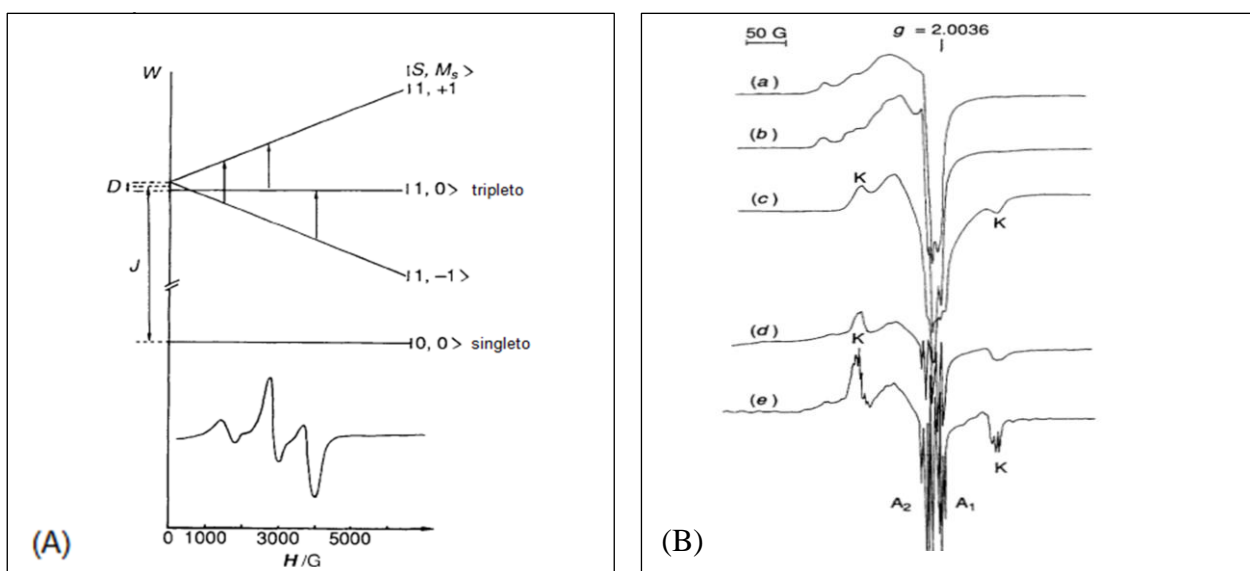 W
|S, Mₛ>
|1, +1
D
|1, 0> tripleto
J
|1, −1>
|0, 0> singleto
0 1000 3000 5000
H/G
(A)
50 G
g = 2.0036
(a)
(b)
(c)
K
K
(d)
K
(e)
K
A₂
A₁
(B)